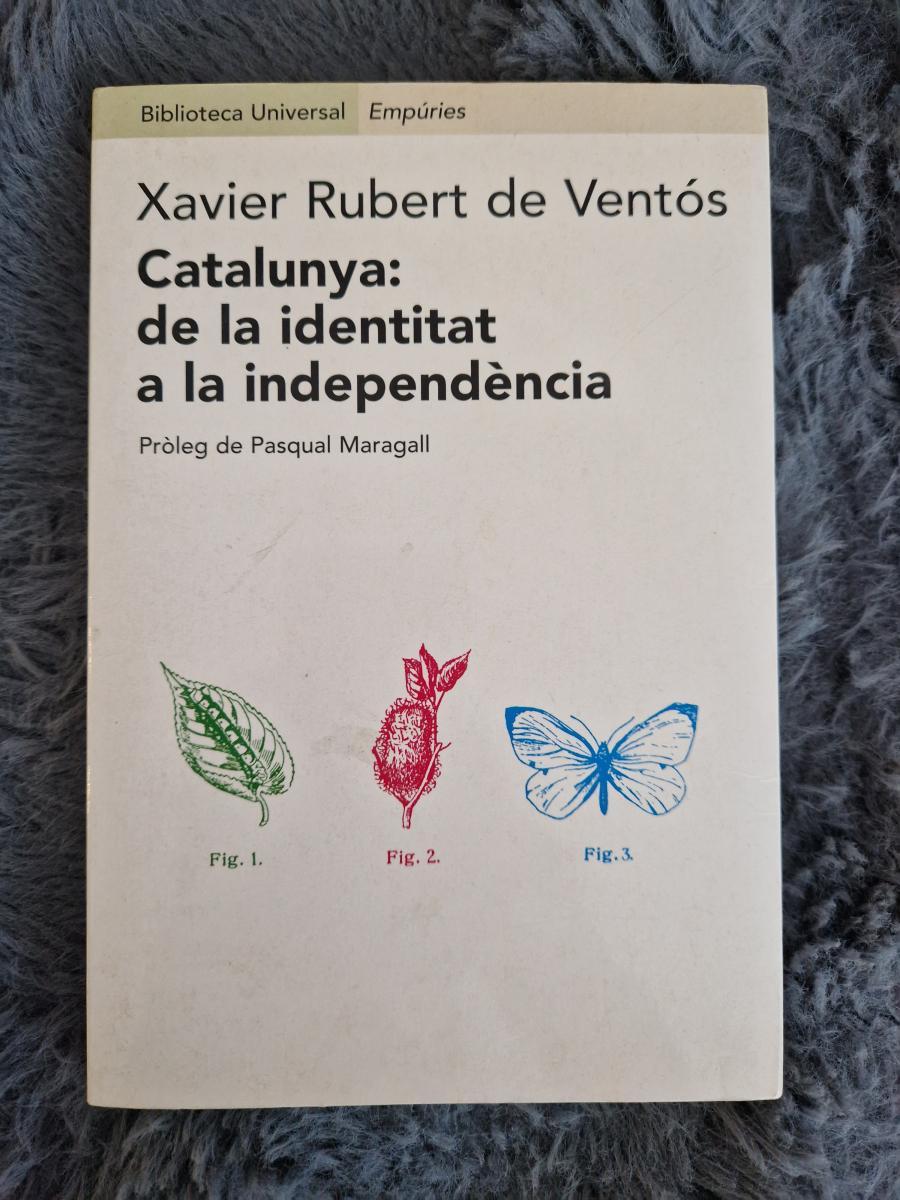 Biblioteca Universal Empúries
Xavier Rubert de Ventós
Catalunya:
de la identitat
a la independència
Pròleg de Pasqual Maragall
Fig. 1. Fig. 2. Fig. 3.